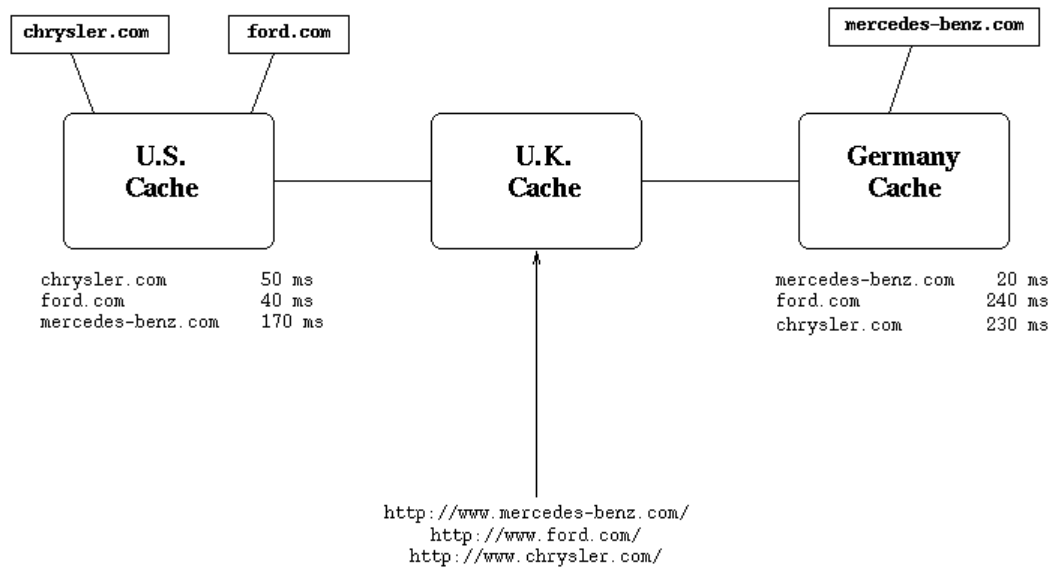 chrysler.com
ford.com
mercedes-benz.com
U.S.
Cache
U.K.
Cache
Germany
Cache
chrysler.com 50 ms
ford.com 40 ms
mercedes-benz.com 170 ms
mercedes-benz.com 20 ms
ford.com 240 ms
chrysler.com 230 ms
http://www.mercedes-benz.com/
http://www.ford.com/
http://www.chrysler.com/